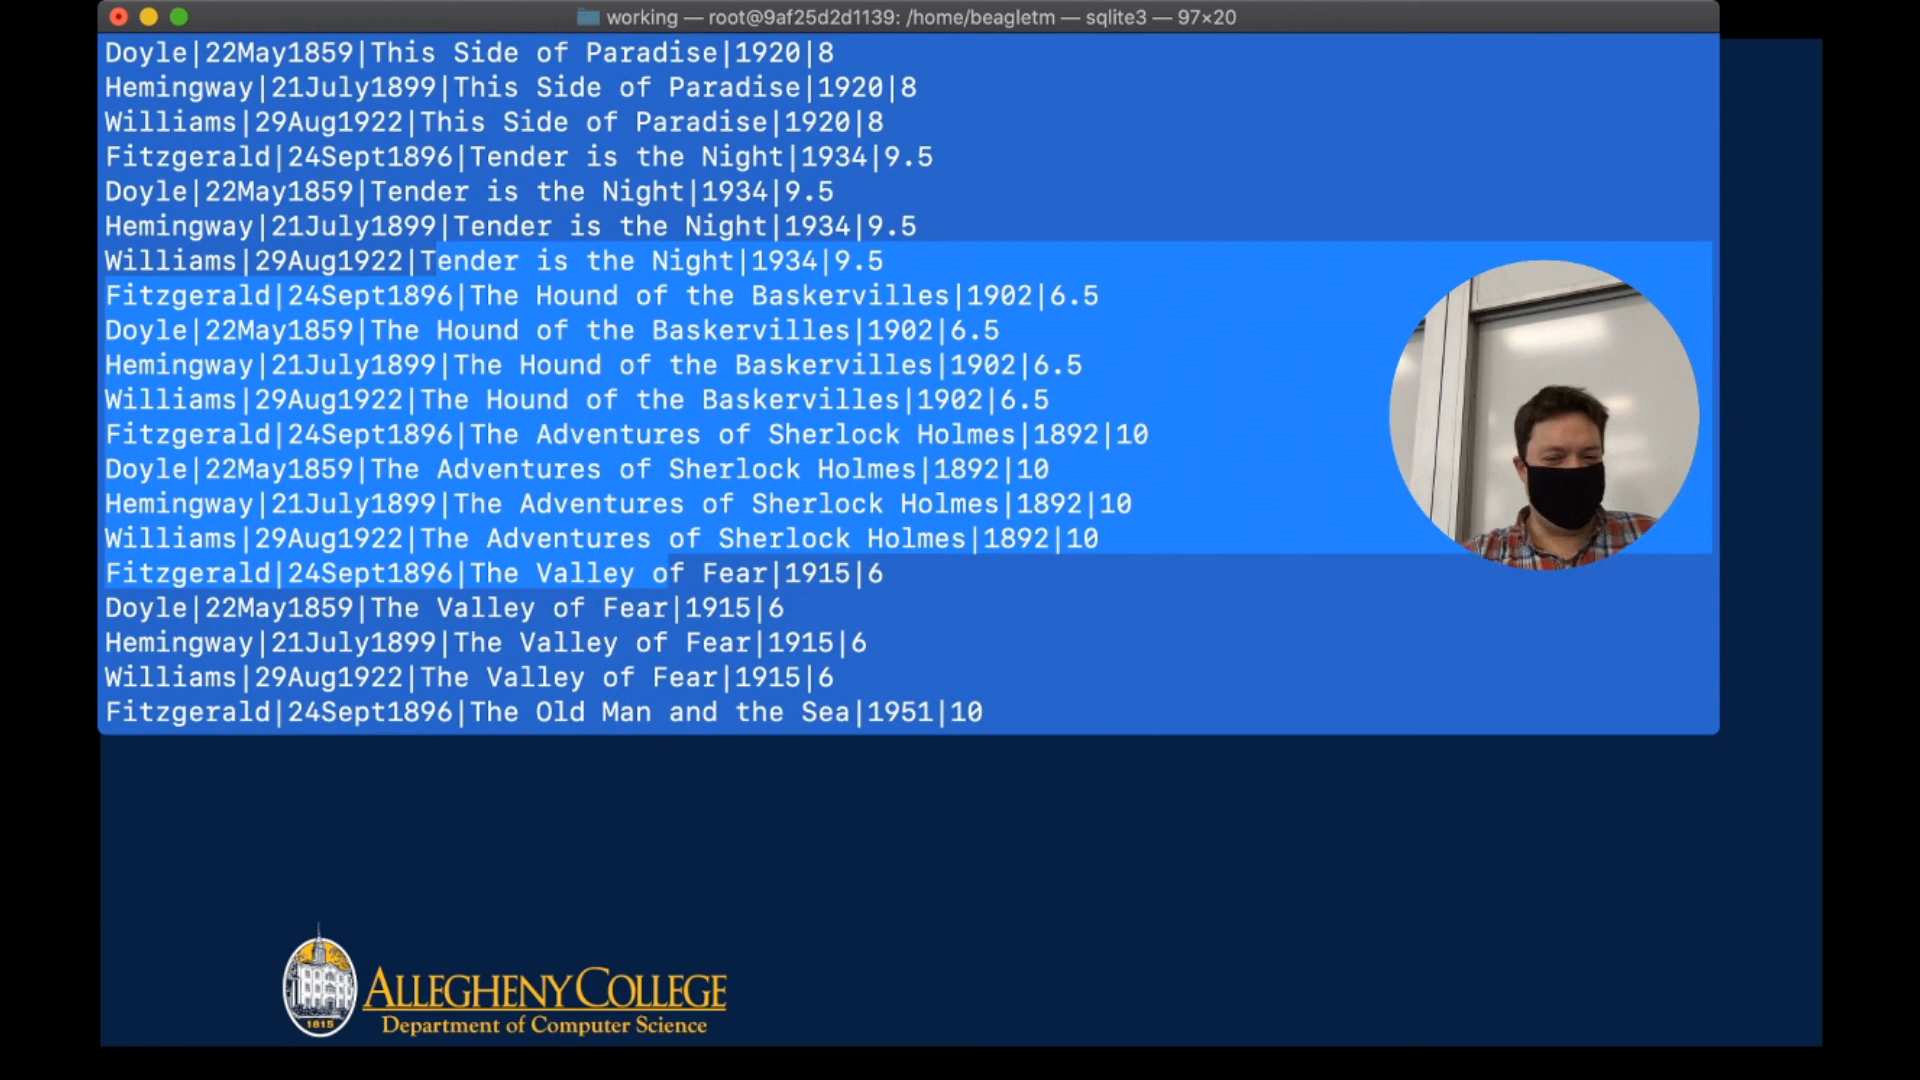 working — root@9af25d2d1139: /home/beagletm — sqlite3 — 97×20
Doyle|22May1859|This Side of Paradise|1920|8
Hemingway|21July1899|This Side of Paradise|1920|8
Williams|29Aug1922|This Side of Paradise|1920|8
Fitzgerald|24Sept1896|Tender is the Night|1934|9.5
Doyle|22May1859|Tender is the Night|1934|9.5
Hemingway|21July1899|Tender is the Night|1934|9.5
Williams|29Aug1922|Tender is the Night|1934|9.5
Fitzgerald|24Sept1896|The Hound of the Baskervilles|1902|6.5
Doyle|22May1859|The Hound of the Baskervilles|1902|6.5
Hemingway|21July1899|The Hound of the Baskervilles|1902|6.5
Williams|29Aug1922|The Hound of the Baskervilles|1902|6.5
Fitzgerald|24Sept1896|The Adventures of Sherlock Holmes|1892|10
Doyle|22May1859|The Adventures of Sherlock Holmes|1892|10
Hemingway|21July1899|The Adventures of Sherlock Holmes|1892|10
Williams|29Aug1922|The Adventures of Sherlock Holmes|1892|10
Fitzgerald|24Sept1896|The Valley of Fear|1915|6
Doyle|22May1859|The Valley of Fear|1915|6
Hemingway|21July1899|The Valley of Fear|1915|6
Williams|29Aug1922|The Valley of Fear|1915|6
Fitzgerald|24Sept1896|The Old Man and the Sea|1951|10
ALLEGHENY COLLEGE
Department of Computer Science
1815